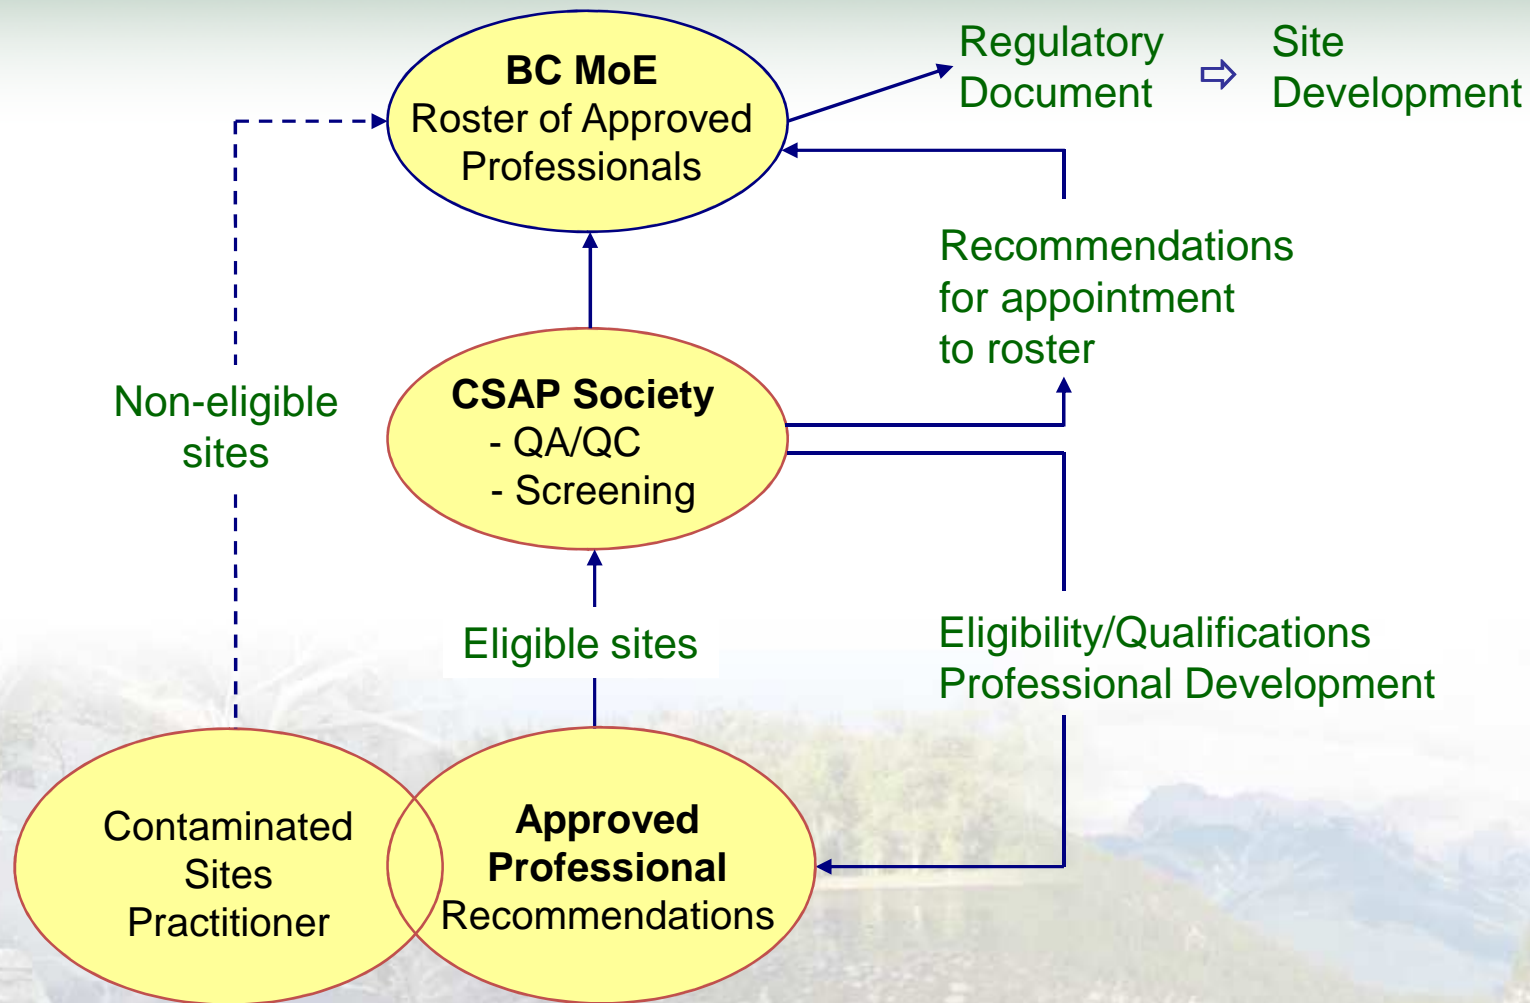 BC MoE
Roster of Approved
Professionals
Regulatory
Document
⇨
Site
Development
Recommendations
for appointment
to roster
CSAP Society
- QA/QC
- Screening
Non-eligible
sites
Eligible sites
Eligibility/Qualifications
Professional Development
Contaminated
Sites
Practitioner
Approved
Professional
Recommendations